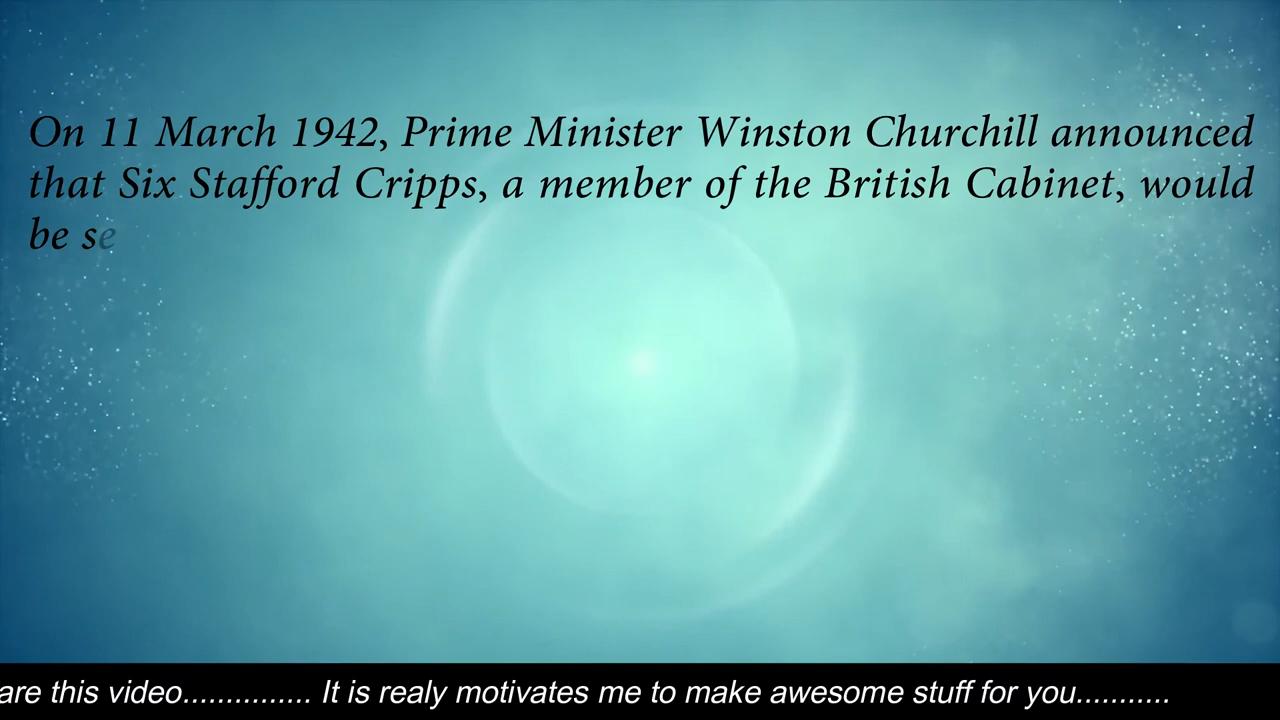 On 11 March 1942, Prime Minister Winston Churchill announced
that Six Stafford Cripps, a member of the British Cabinet, would
be se
are this video............... It is realy motivates me to make awesome stuff for you...........